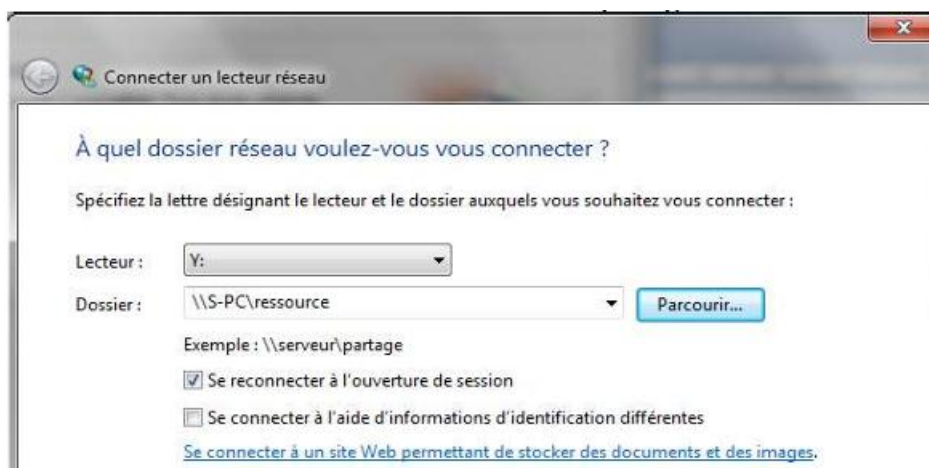 Connecter un lecteur réseau
À quel dossier réseau voulez-vous vous connecter ?
Spécifiez la lettre désignant le lecteur et le dossier auxquels vous souhaitez vous connecter :
Lecteur : Y:
Dossier : \\S-PC\ressource Parcourir...
Exemple : \\serveur\partage
Se reconnecter à l'ouverture de session
Se connecter à l'aide d'informations d'identification différentes
Se connecter à un site Web permettant de stocker des documents et des images.